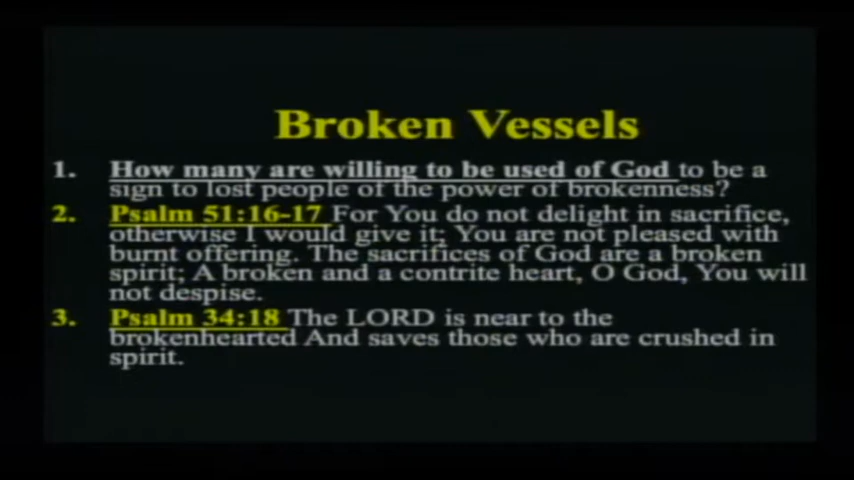 Broken Vessels
1. How many are willing to be used of God to be a
sign to lost people of the power of brokenness?
2. Psalm 51:16-17 For You do not delight in sacrifice,
otherwise I would give it; You are not pleased with
burnt offering. The sacrifices of God are a broken
spirit; A broken and a contrite heart, O God, You will
not despise.
3. Psalm 34:18 The LORD is near to the
brokenhearted And saves those who are crushed in
spirit.